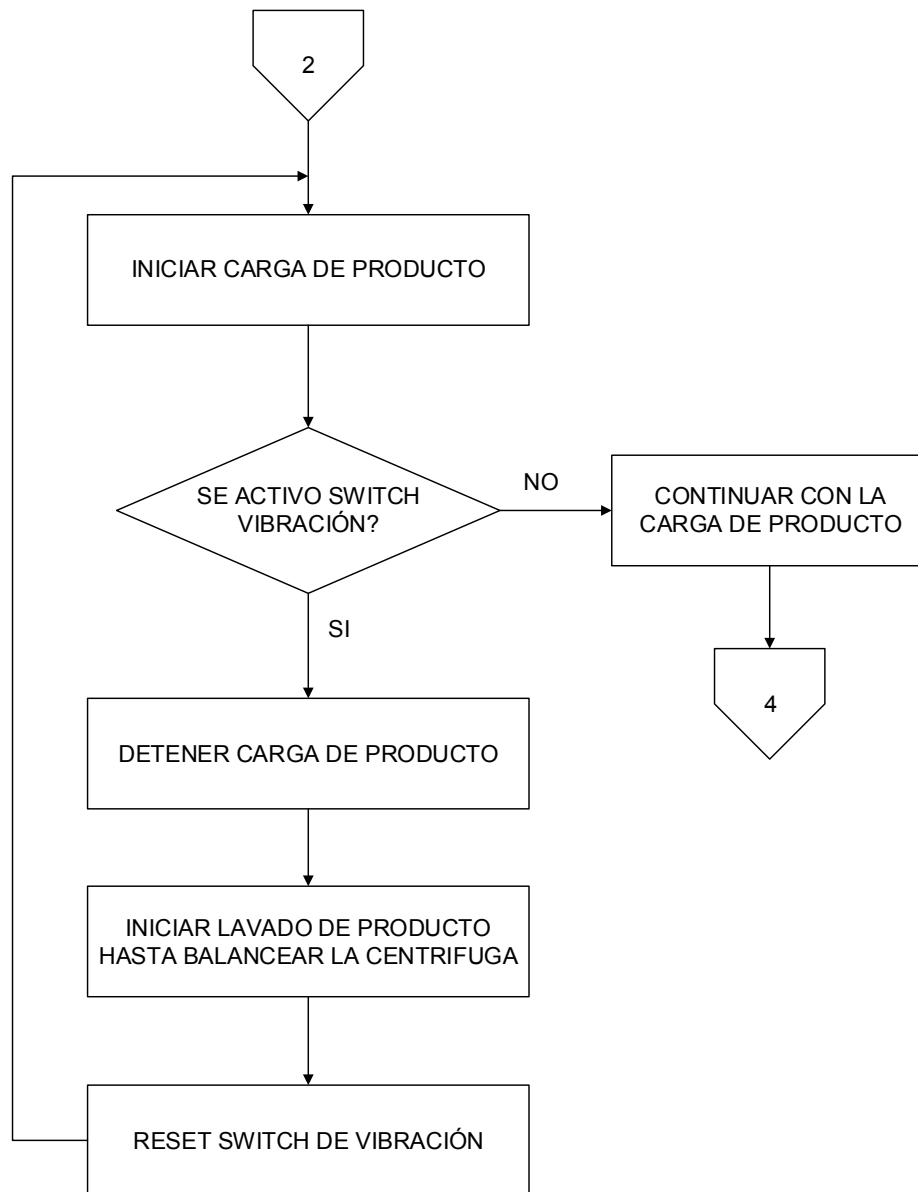 2
INICIAR CARGA DE PRODUCTO
SE ACTIVO SWITCH
VIBRACIÓN?
NO
CONTINUAR CON LA
CARGA DE PRODUCTO
4
SI
DETENER CARGA DE PRODUCTO
INICIAR LAVADO DE PRODUCTO
HASTA BALANCEAR LA CENTRIFUGA
RESET SWITCH DE VIBRACIÓN